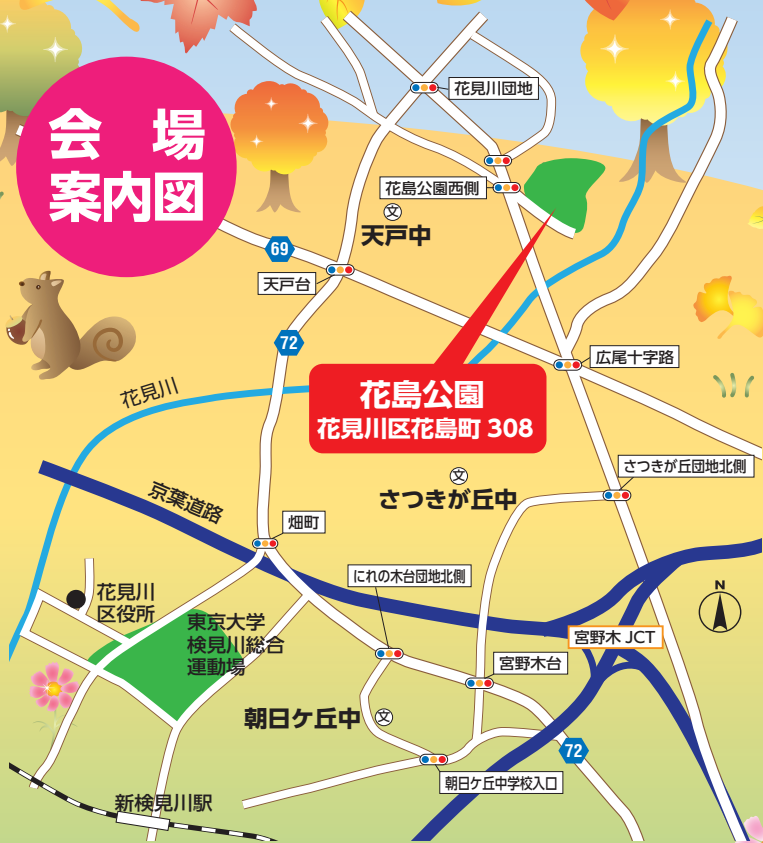 会場
案内図
花見川団地
花島公園西側
天戸中
69
天戸台
72
広尾十字路
花島公園
花見川区花島町 308
花見川
さつきが丘団地北側
さつきが丘中
京葉道路
畑町
にれの木台団地北側
花見川
区役所
東京大学
検見川総合
運動場
N
宮野木 JCT
宮野木台
朝日ケ丘中
72
朝日ケ丘中学校入口
新検見川駅
文
文
文